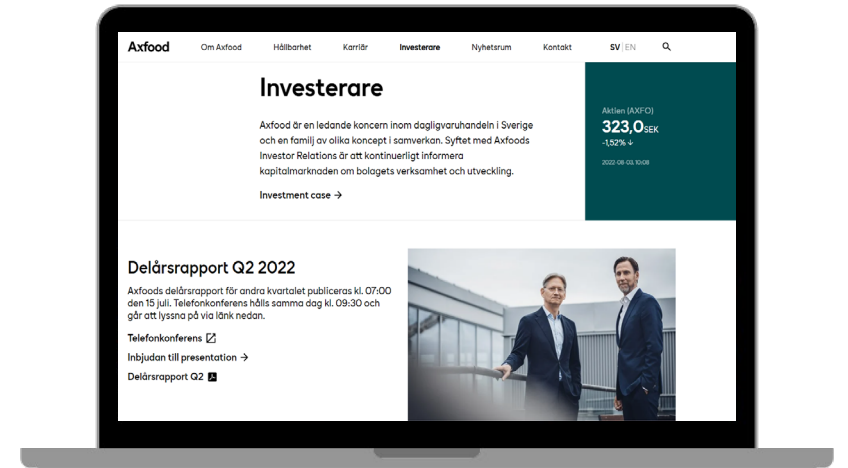 Axfood
Om Axfood
Hållbarhet
Karriär
Investerare
Nyhetsrum
Kontakt
SV | EN
Investerare
Axfood är en ledande koncern inom dagligvaruhandeln i Sverige
och en familj av olika koncept i samverkan. Syftet med Axfoods
Investor Relations är att kontinuerligt informera
kapitalmarknaden om bolagets verksamhet och utveckling.
Investment case →
Aktien (AXFO)
323,0 SEK
-1,52% ↓
2022-08-03, 10:08
Delårsrapport Q2 2022
Axfoods delårsrapport för andra kvartalet publiceras kl. 07:00
den 15 juli. Telefonkonferens hålls samma dag kl. 09:30 och
går att lyssna på via länk nedan.
Telefonkonferens
Inbjudan till presentation →
Delårsrapport Q2